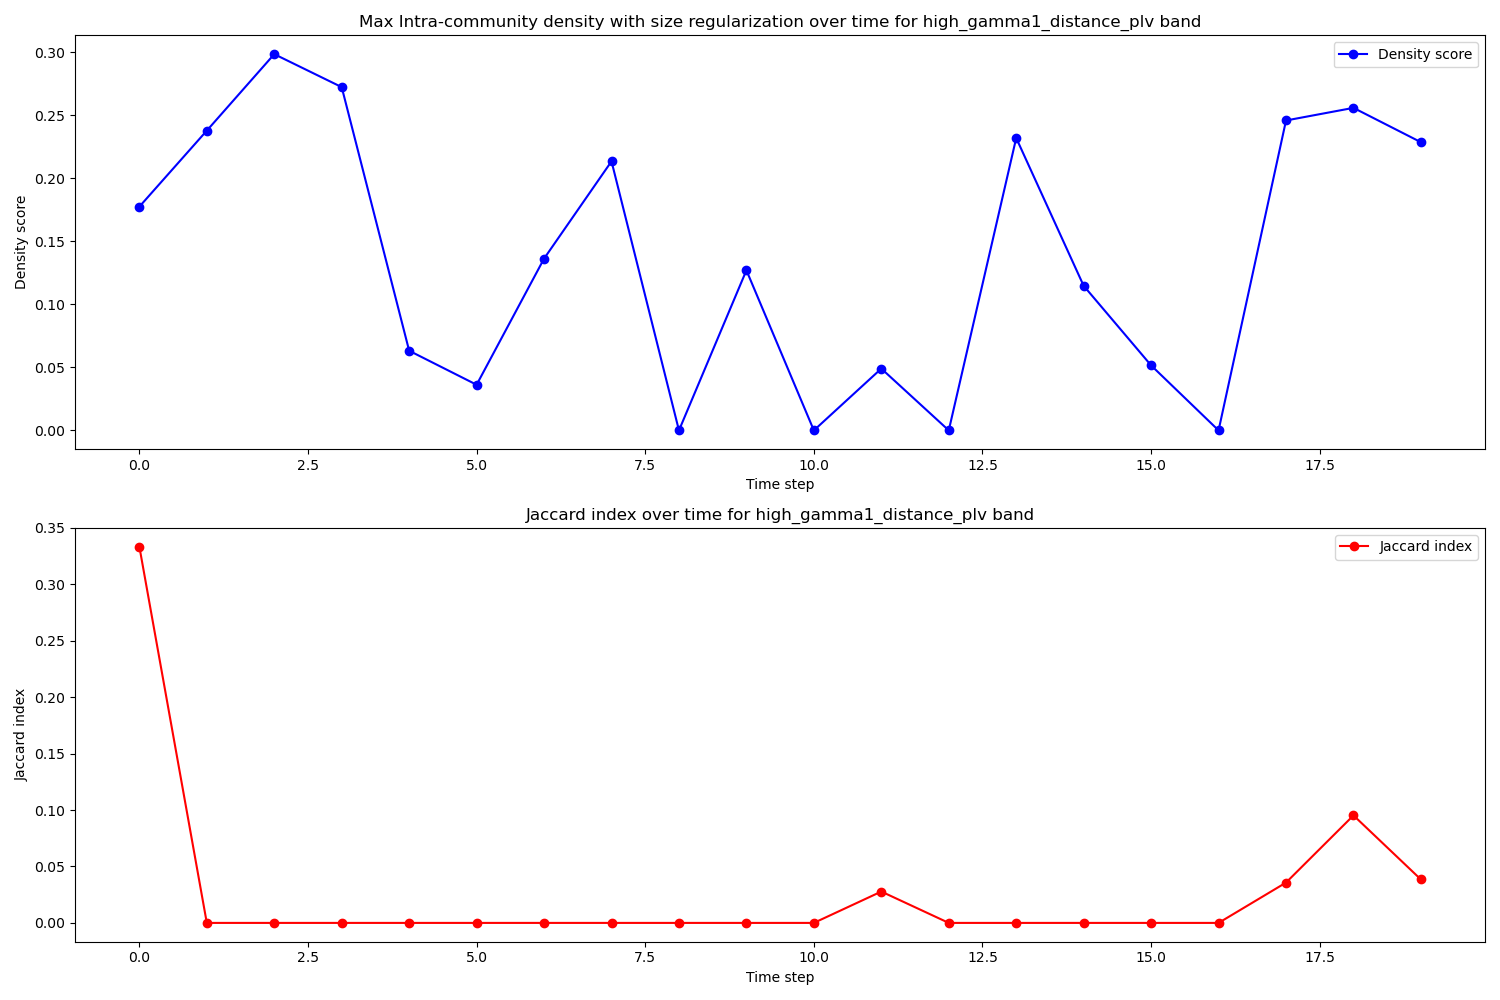 Max Intra-community density with size regularization over time for high_gamma1_distance_plv band
Density score
0.30
0.25
0.20
0.15
0.10
0.05
0.00
Density score
0.0 2.5 5.0 7.5 10.0 12.5 15.0 17.5
Time step
Jaccard index over time for high_gamma1_distance_plv band
Jaccard index
0.35
0.30
0.25
0.20
0.15
0.10
0.05
0.00
Jaccard index
0.0 2.5 5.0 7.5 10.0 12.5 15.0 17.5
Time step